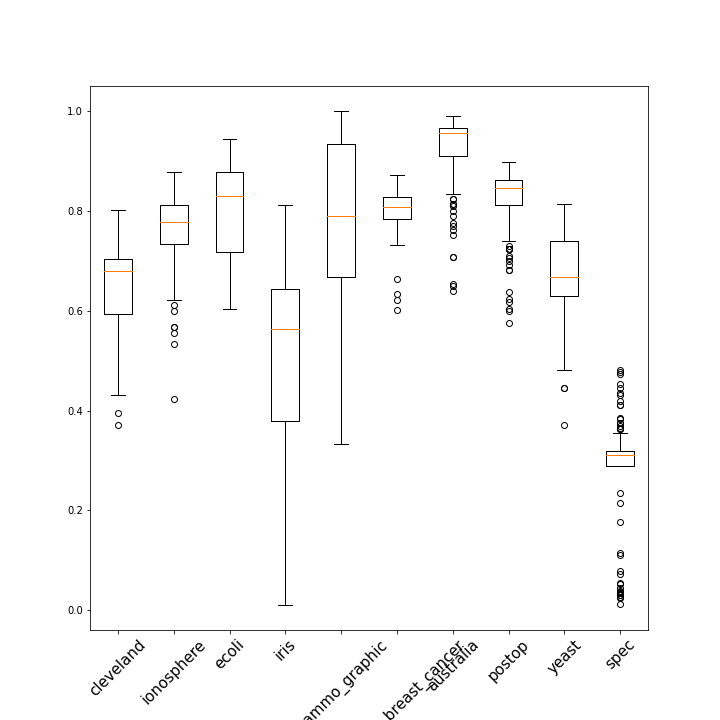 1.0
0.8
0.6
0.4
0.2
0.0
cleveland
ionosphere
ecoli
iris
ammo_graphic
breast_cancer
australia
postop
yeast
spec